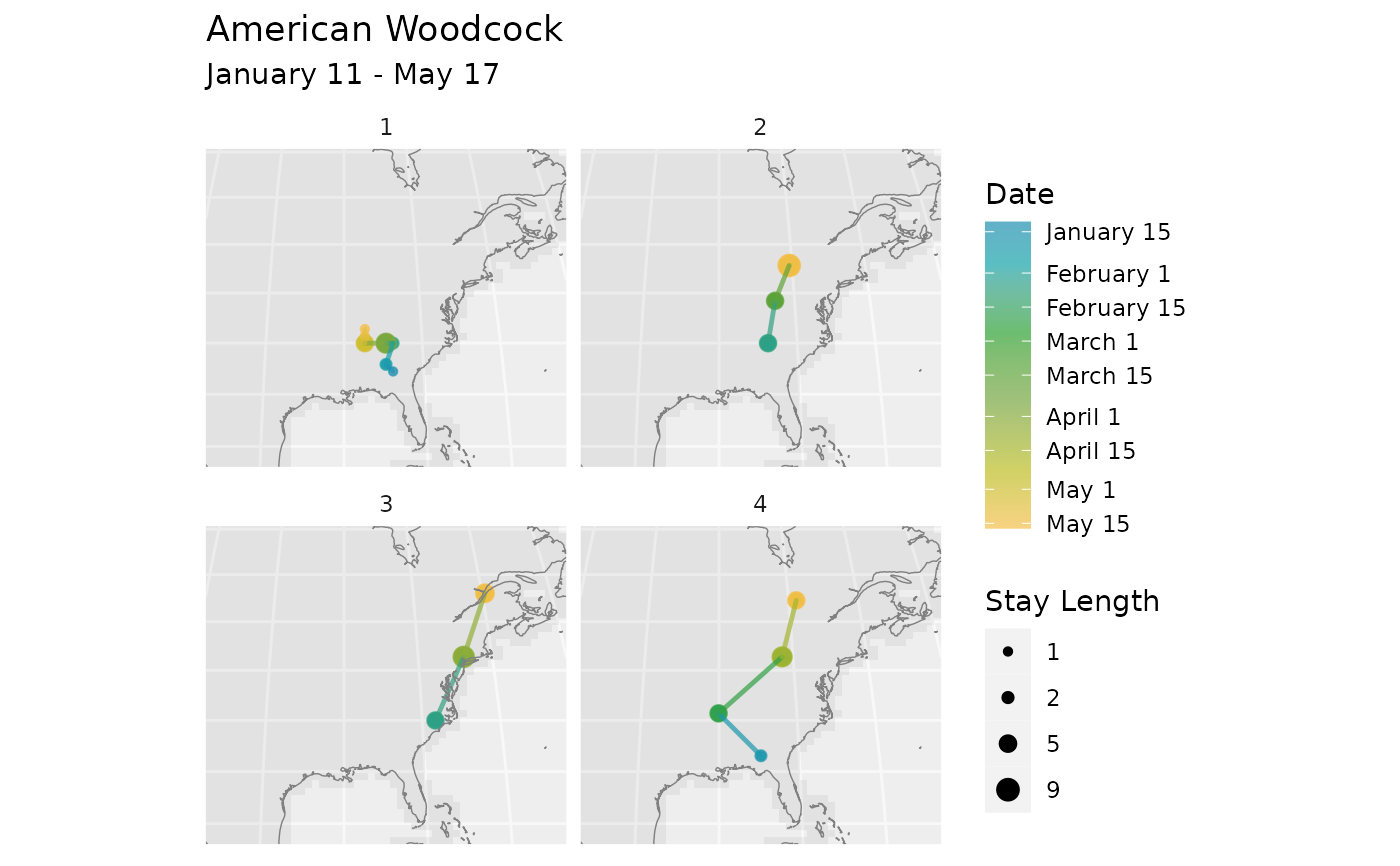 American Woodcock
January 11 - May 17
1
2
3
4
Date
January 15
February 1
February 15
March 1
March 15
April 1
April 15
May 1
May 15
Stay Length
1
2
5
9